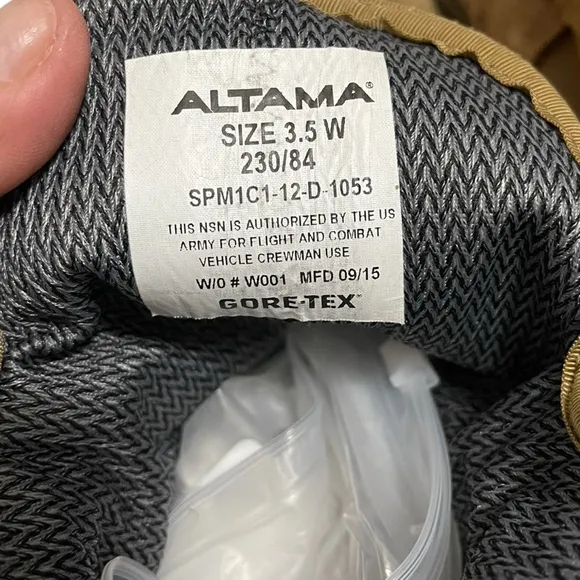 ALTAMA®
SIZE 3.5 W
230/84
SPM1C1-12-D-1053
THIS NSN IS AUTHORIZED BY THE US
ARMY FOR FLIGHT AND COMBAT
VEHICLE CREWMAN USE
W/O # W001 MFD 09/15
GORE-TEX